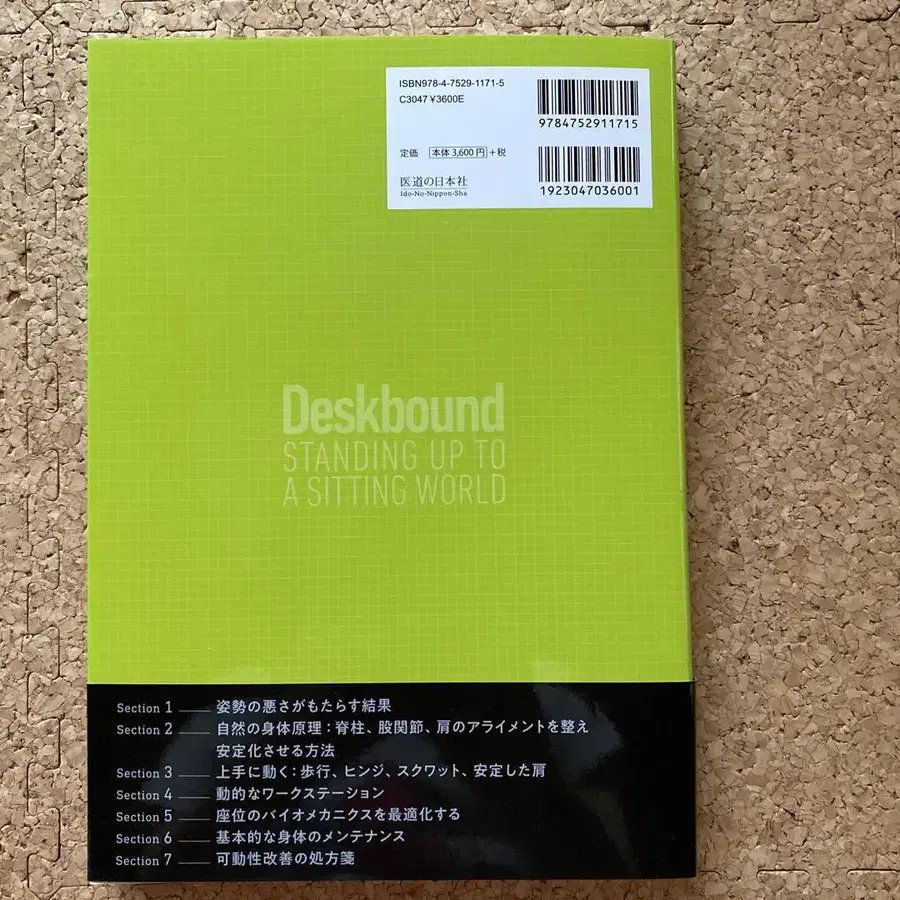 ISBN978-4-7529-1171-5
C3047 ¥3600E
9784752911715
定価 本体 3,600 円 +税
1923047036001
医道の日本社
Ido-No-Nippon-Sha
Deskbound
STANDING UP TO
A SITTING WORLD
Section 1 姿勢の悪さがもたらす結果
Section 2 自然の身体原理：脊柱、股関節、肩のアライメントを整え
安定化させる方法
Section 3 上手に動く：歩行、ヒンジ、スクワット、安定した肩
Section 4 動的なワークステーション
Section 5 座位のバイオメカニクスを最適化する
Section 6 基本的な身体のメンテナンス
Section 7 可動性改善の処方箋